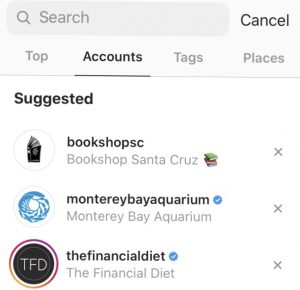 Search Cancel
Top Accounts Tags Places
Suggested
bookshopsc
Bookshop Santa Cruz 📚
montereybayaquarium
Monterey Bay Aquarium
TFD
thefinancialdiet
The Financial Diet